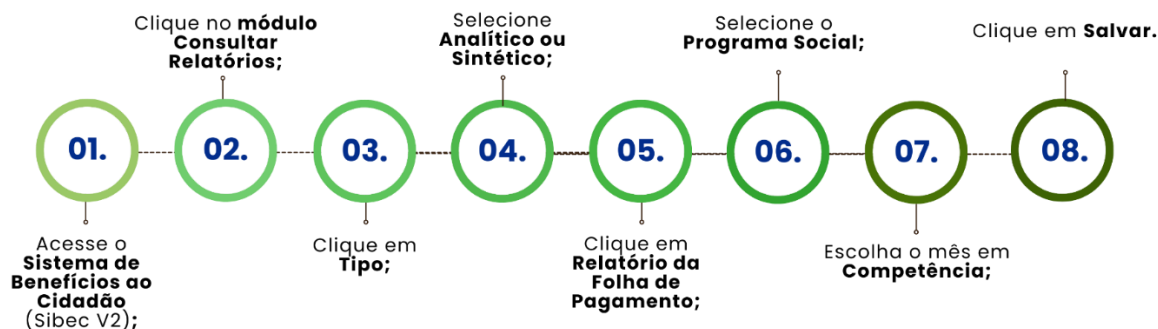 01.
Acesse o
Sistema de
Benefícios ao
Cidadão
(Sibec V2);
02.
Clique no módulo
Consultar
Relatórios;
03.
Clique em
Tipo;
04.
Selecione
Analítico ou
Sintético;
05.
Clique em
Relatório da
Folha de
Pagamento;
06.
Selecione o
Programa Social;
07.
Escolha o mês em
Competência;
08.
Clique em Salvar.